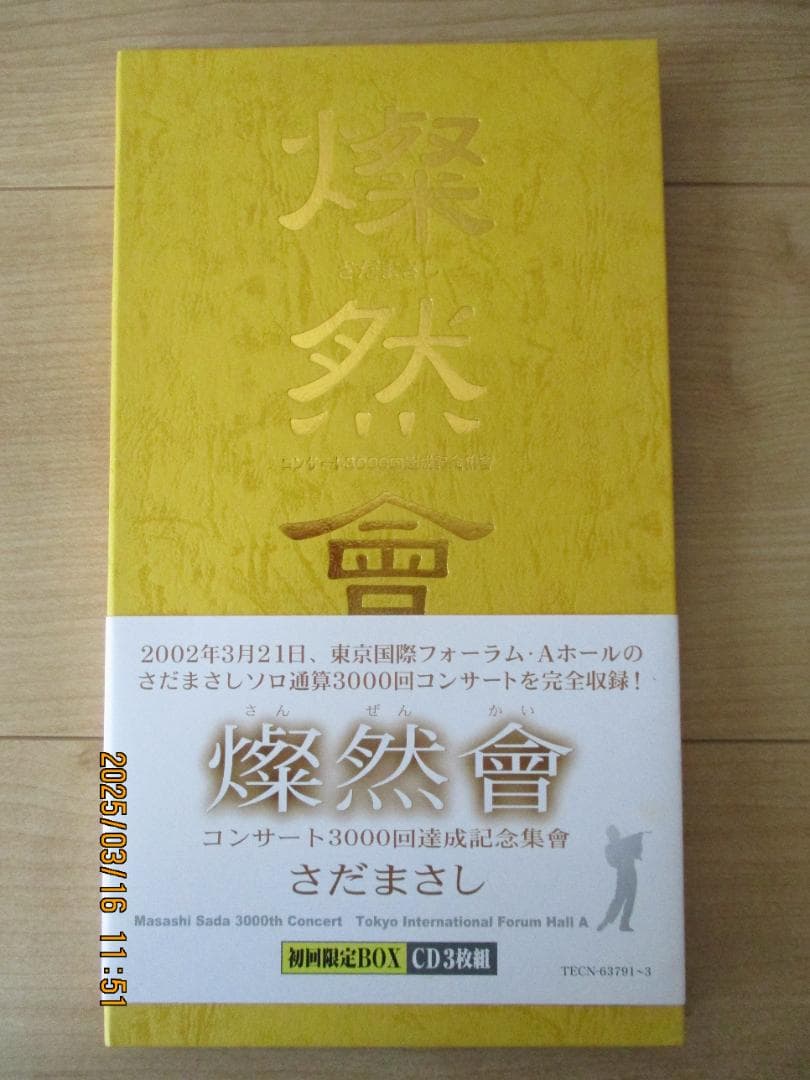 燦
さだまさし
然
コンサート3000回達成記念集會
會
2002年3月21日、東京国際フォーラム・Aホールの
さだまさしソロ通算3000回コンサートを完全収録！
さん ぜん かい
燦然會
コンサート3000回達成記念集會
さだまさし
Masashi Sada 3000th Concert Tokyo International Forum Hall A
初回限定BOX CD3枚組
TECN-63791~3
2025/03/16 11:51